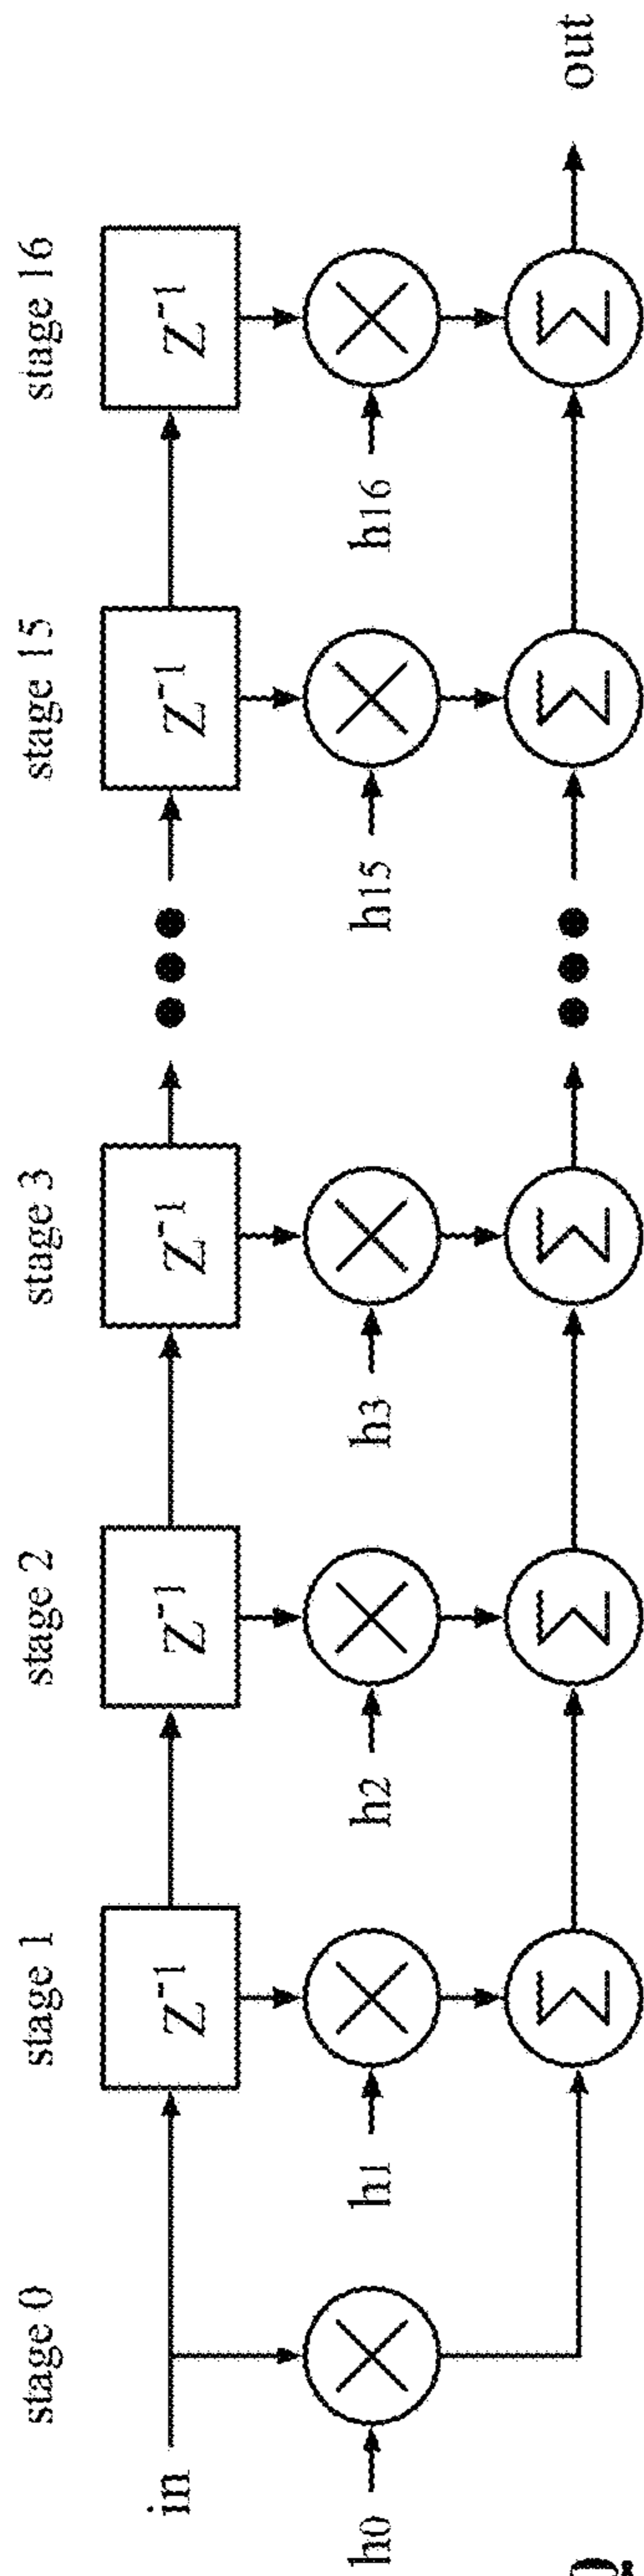 stage 0 stage 1 stage 2 stage 3 stage 15 stage 16
in Z⁻¹ Z⁻¹ Z⁻¹ Z⁻¹ Z⁻¹
h0 h1 h2 h3 h15 h16
Σ Σ Σ Σ Σ out